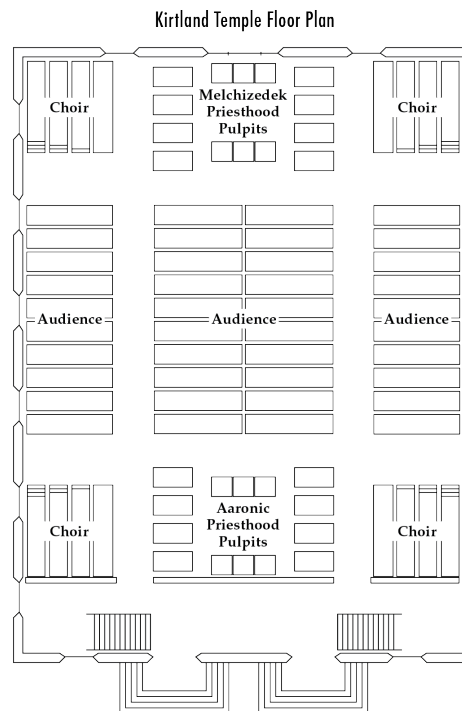 Kirtland Temple Floor Plan
Choir
Melchizedek
Priesthood
Pulpits
Choir
Audience
Audience
Audience
Choir
Aaronic
Priesthood
Pulpits
Choir